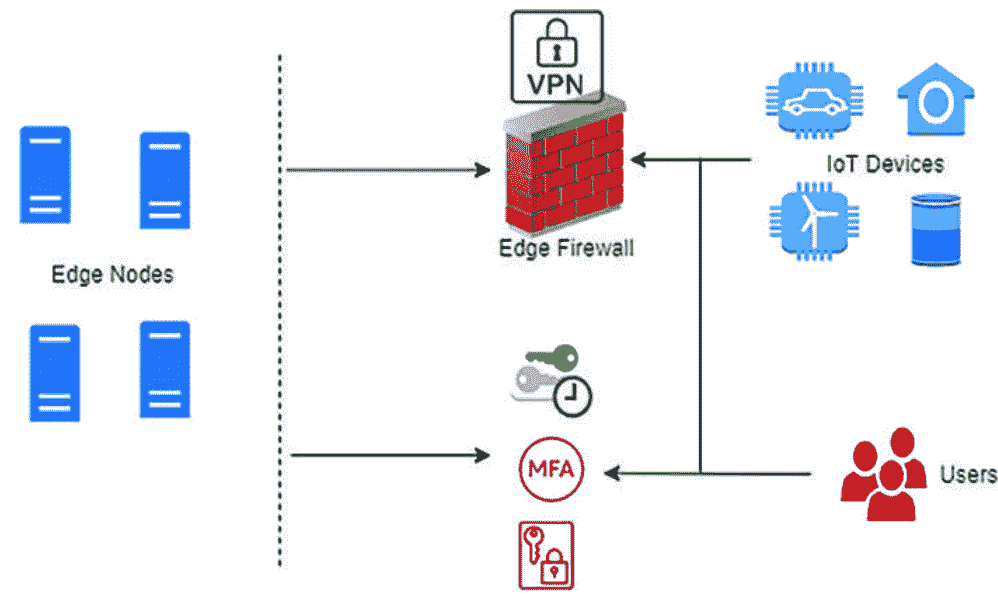 VPN
IoT Devices
Edge Firewall
Edge Nodes
MFA
Users